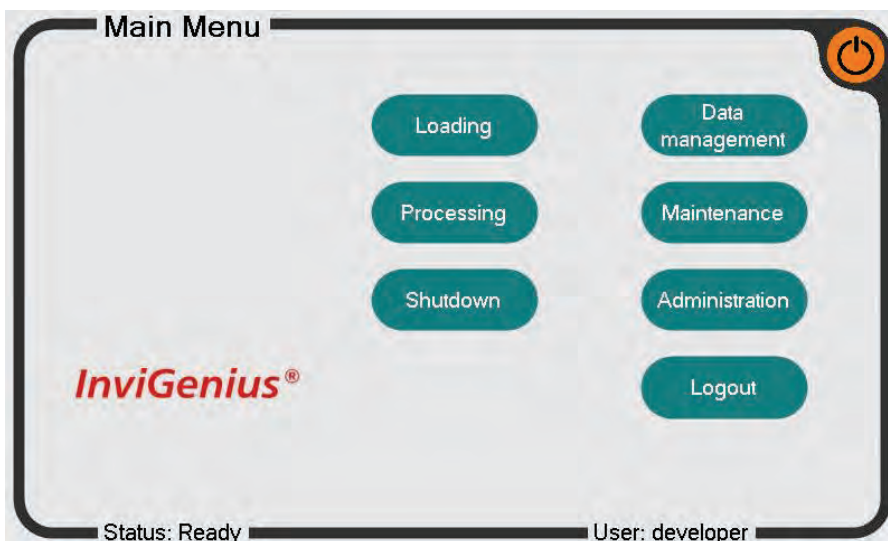 Main Menu
Loading
Data
management
Processing
Maintenance
Shutdown
Administration
InviGenius®
Logout
Status: Ready
User: developer